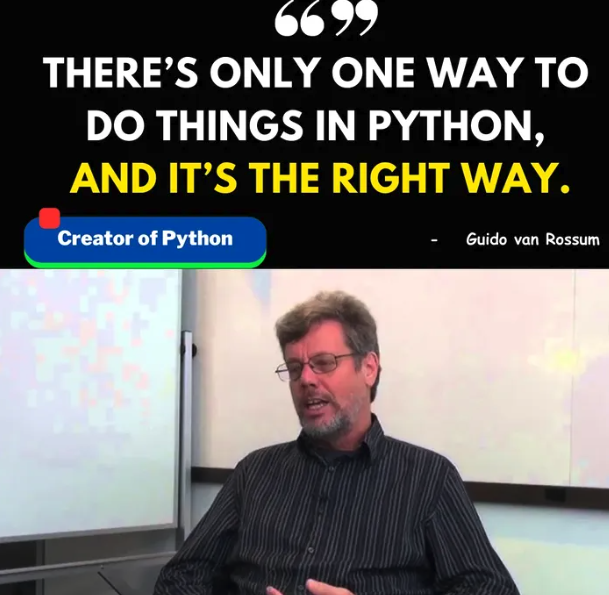 THERE’S ONLY ONE WAY TO
DO THINGS IN PYTHON,
AND IT’S THE RIGHT WAY.
Creator of Python
- Guido van Rossum